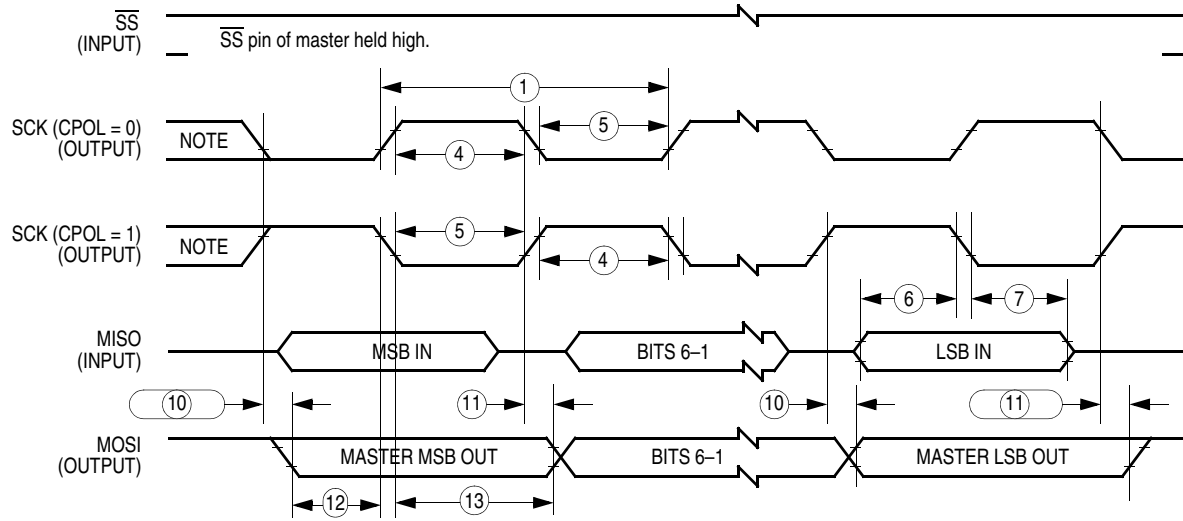 SS
(INPUT)
SS pin of master held high.
1
SCK (CPOL = 0)
(OUTPUT)
NOTE
4
5
SCK (CPOL = 1)
(OUTPUT)
NOTE
5
4
6
7
MISO
(INPUT)
MSB IN
BITS 6–1
LSB IN
10
11
10
11
MOSI
(OUTPUT)
MASTER MSB OUT
BITS 6–1
MASTER LSB OUT
12
13